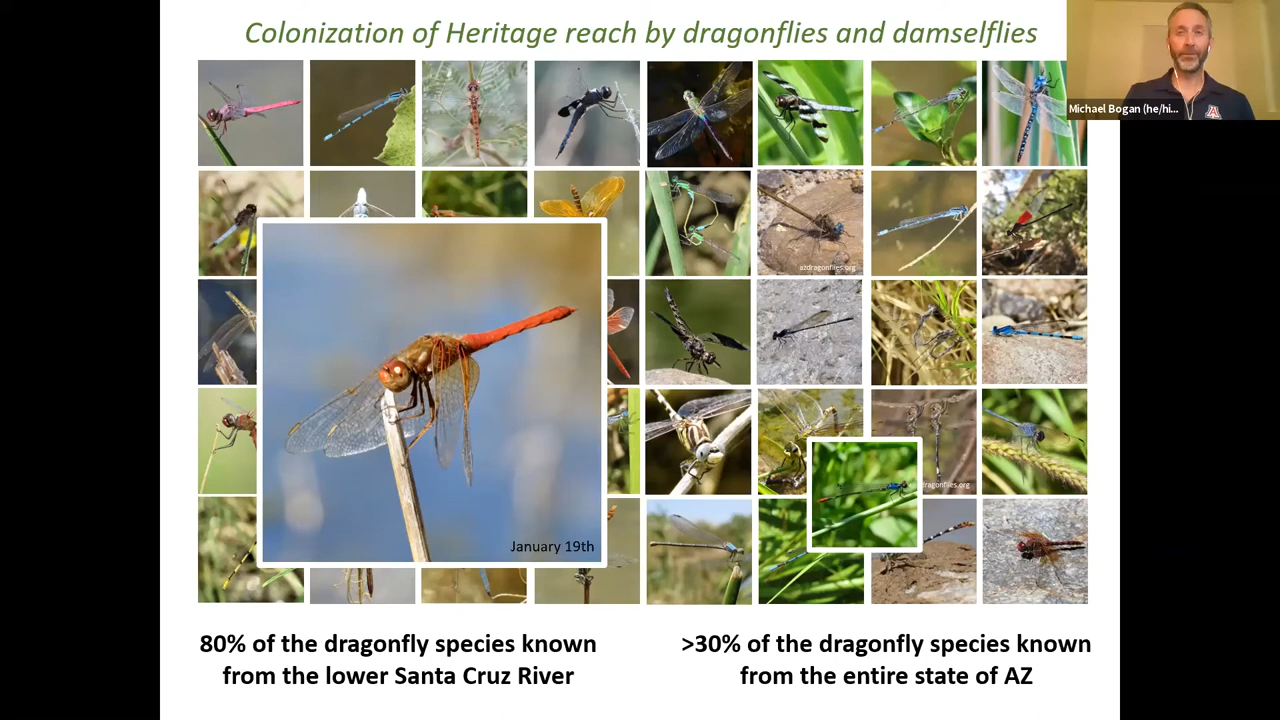 Colonization of Heritage reach by dragonflies and damselflies
Michael Bogan (he/hi...
azdragonflies.org
dragonflies.org
January 19th
80% of the dragonfly species known
from the lower Santa Cruz River
>30% of the dragonfly species known
from the entire state of AZ